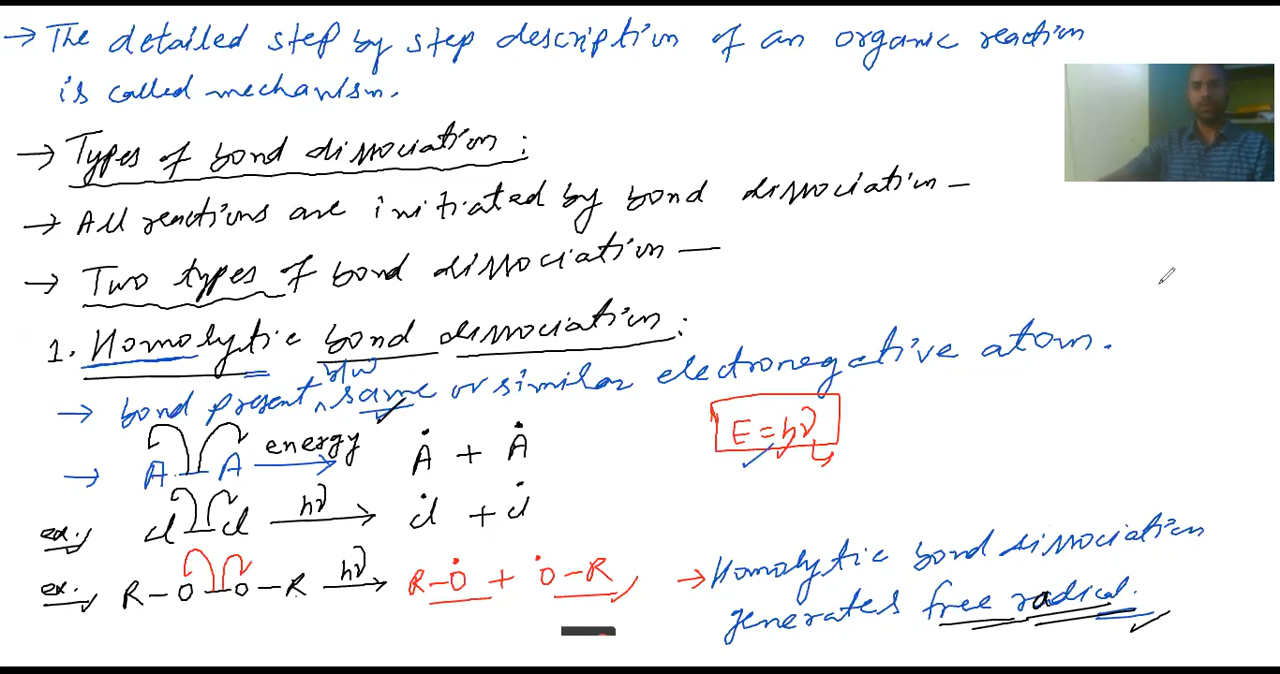 → The detailed step by step description of an organic reaction
is called mechanism.
→ Types of bond dissociation :
→ All reactions are initiated by bond dissociation —
→ Two types of bond dissociation —
1. Homolytic bond dissociation :
→ bond present b/w same or similar electronegative atom.
E = hν
→ A — A energy → Ȧ + Ȧ
ex. Cl — Cl hν → Ċl + Ċl
ex. R–O–O–R hν → R–Ȯ + Ȯ–R
→ Homolytic bond dissociation
generates free radical.